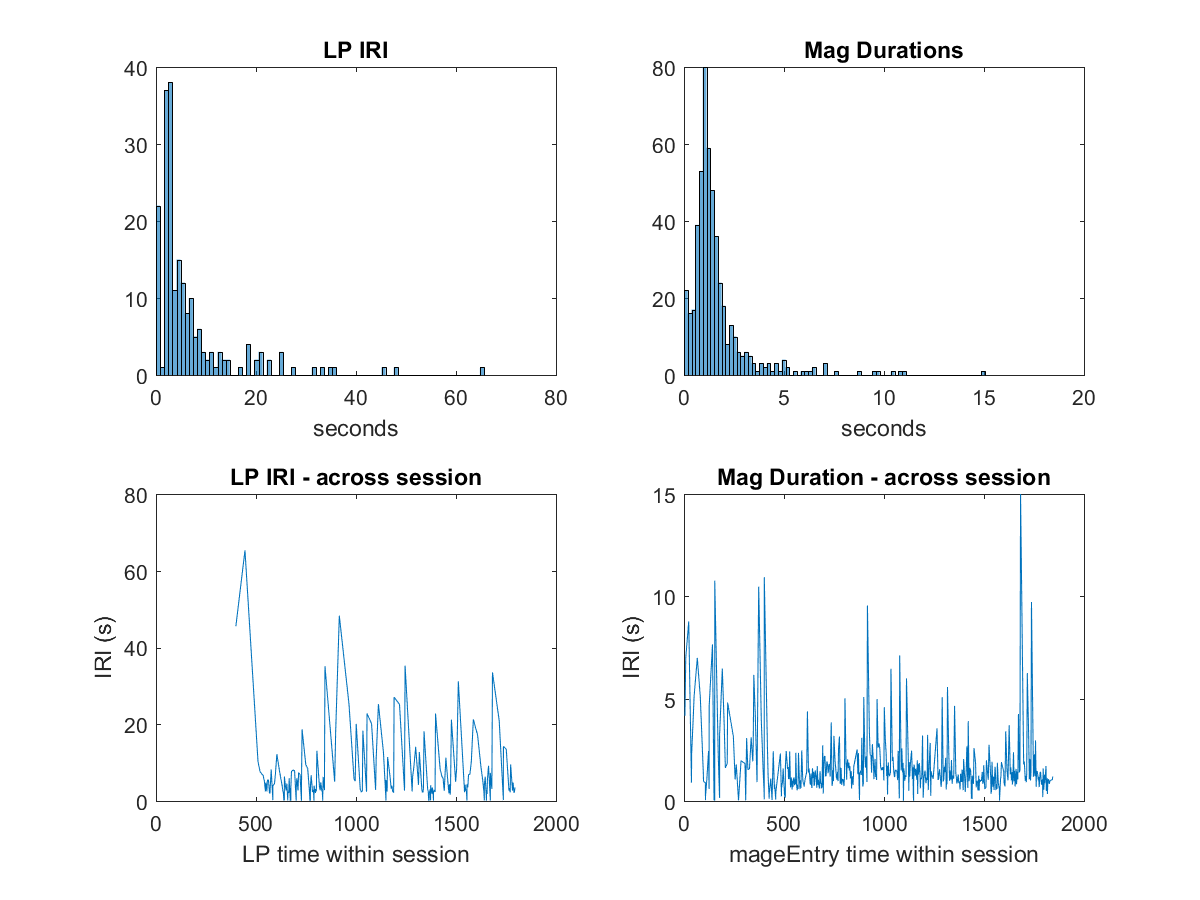 LP IRI
40
30
20
10
0
0 20 40 60 80
seconds
Mag Durations
80
60
40
20
0
0 5 10 15 20
seconds
LP IRI - across session
80
60
40
20
0
IRI (s)
0 500 1000 1500 2000
LP time within session
Mag Duration - across session
15
10
5
0
IRI (s)
0 500 1000 1500 2000
mageEntry time within session